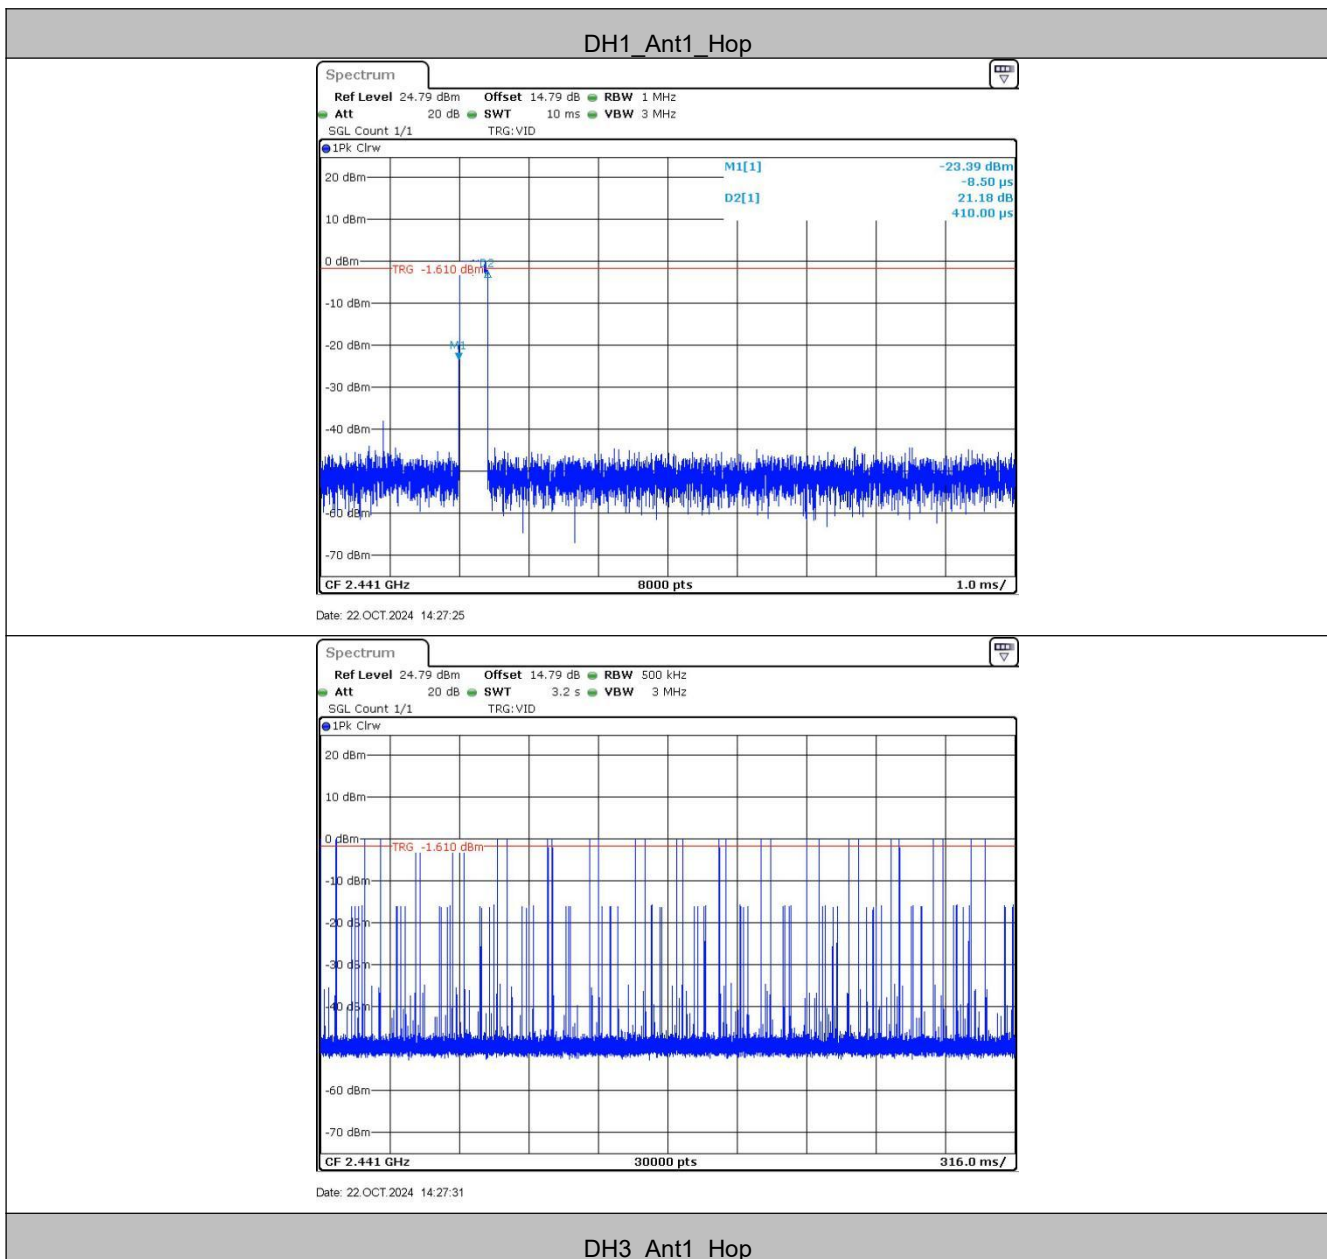 DH1_Ant1_Hop
Spectrum
Ref Level 24.79 dBm Offset 14.79 dB RBW 1 MHz
Att 20 dB SWT 10 ms VBW 3 MHz
SGL Count 1/1 TRG:VID
1Pk Clrw
M1[1] -23.39 dBm
-8.50 µs
D2[1] 21.18 dB
410.00 µs
20 dBm
10 dBm
0 dBm
TRG -1.610 dBm
D2
-10 dBm
-20 dBm
M1
-30 dBm
-40 dBm
-60 dBm
-70 dBm
CF 2.441 GHz 8000 pts 1.0 ms/
Date: 22.OCT.2024 14:27:25
Spectrum
Ref Level 24.79 dBm Offset 14.79 dB RBW 500 kHz
Att 20 dB SWT 3.2 s VBW 3 MHz
SGL Count 1/1 TRG:VID
1Pk Clrw
20 dBm
10 dBm
0 dBm
TRG -1.610 dBm
-10 dBm
-20 dBm
-30 dBm
-40 dBm
-60 dBm
-70 dBm
CF 2.441 GHz 30000 pts 316.0 ms/
Date: 22.OCT.2024 14:27:31
DH3_Ant1_Hop